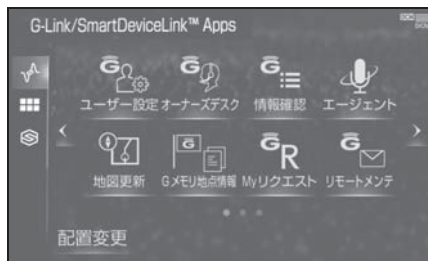 G-Link/SmartDeviceLink™ Apps
DCM
ユーザー設定 オーナーズデスク 情報確認 エージェント
地図更新 Gメモリ地点情報 Myリクエスト リモートメンテ
配置変更